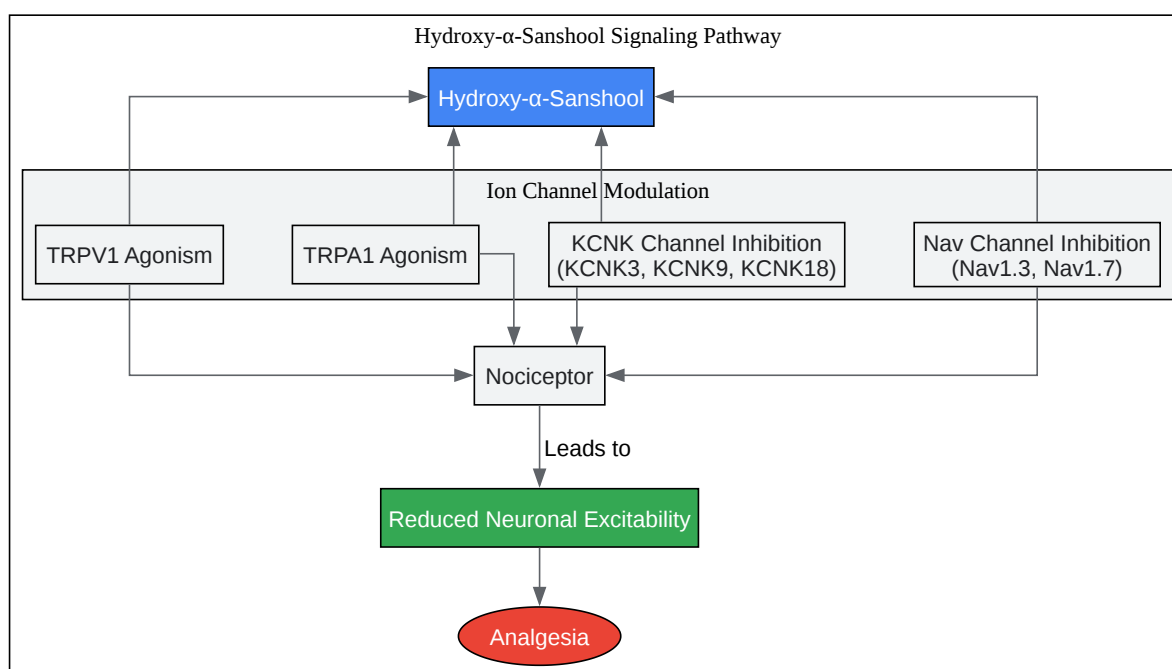 Hydroxy-α-Sanshool Signaling Pathway
Hydroxy-α-Sanshool
Ion Channel Modulation
TRPV1 Agonism
TRPA1 Agonism
KCNK Channel Inhibition
(KCNK3, KCNK9, KCNK18)
Nav Channel Inhibition
(Nav1.3, Nav1.7)
Nociceptor
Leads to
Reduced Neuronal Excitability
Analgesia